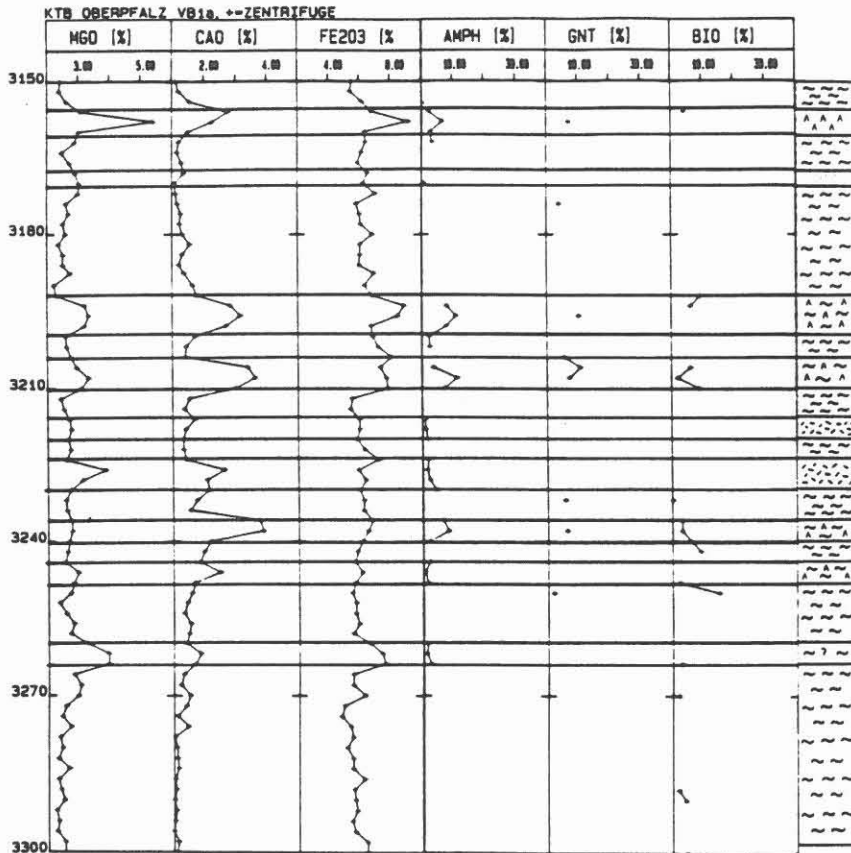 KTB OBERPFALZ VB1a, +=ZENTRIFUGE
MGO (%) CAO (%) FE2O3 (% AMPH (%) GNT (%) BIO (%)
3.00 5.00 2.00 4.00 4.00 8.00 10.00 30.00 10.00 30.00 10.00 30.00
3150
3180
3210
3240
3270
3300
?